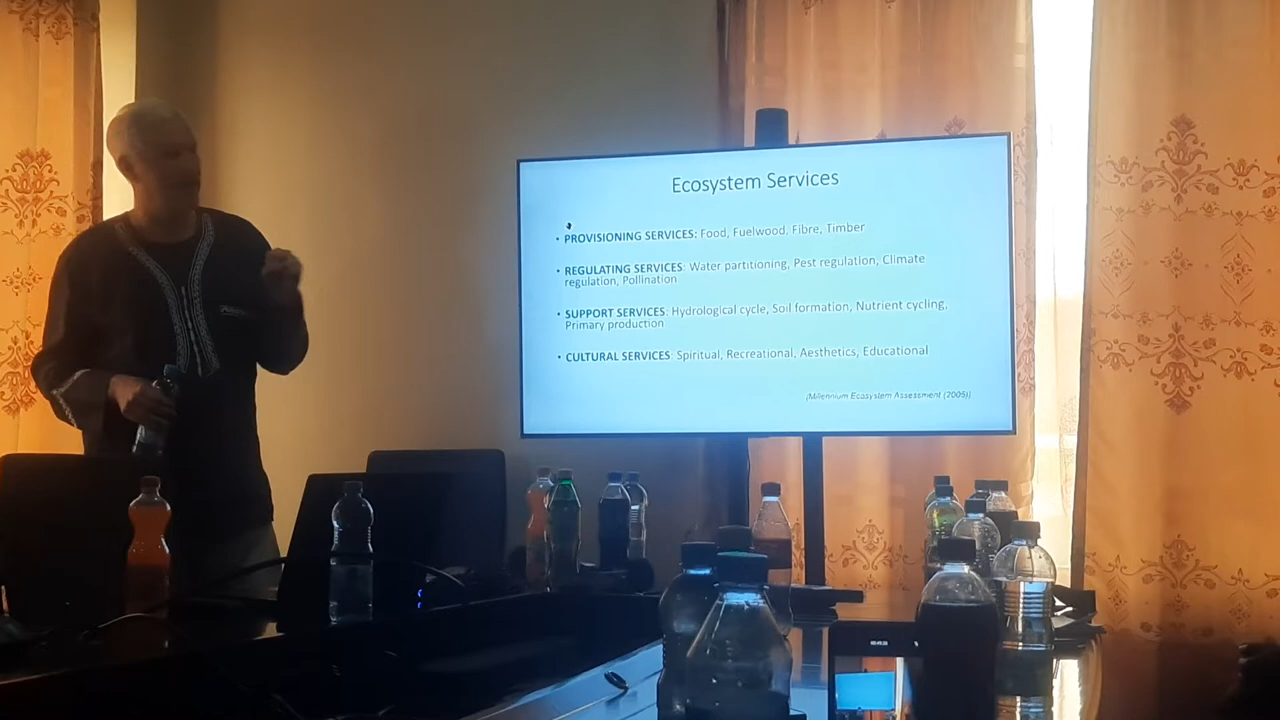 Ecosystem Services
• PROVISIONING SERVICES: Food, Fuelwood, Fibre, Timber
• REGULATING SERVICES: Water partitioning, Pest regulation, Climate
regulation, Pollination
• SUPPORT SERVICES: Hydrological cycle, Soil formation, Nutrient cycling,
Primary production
• CULTURAL SERVICES: Spiritual, Recreational, Aesthetics, Educational
(Millennium Ecosystem Assessment (2005))